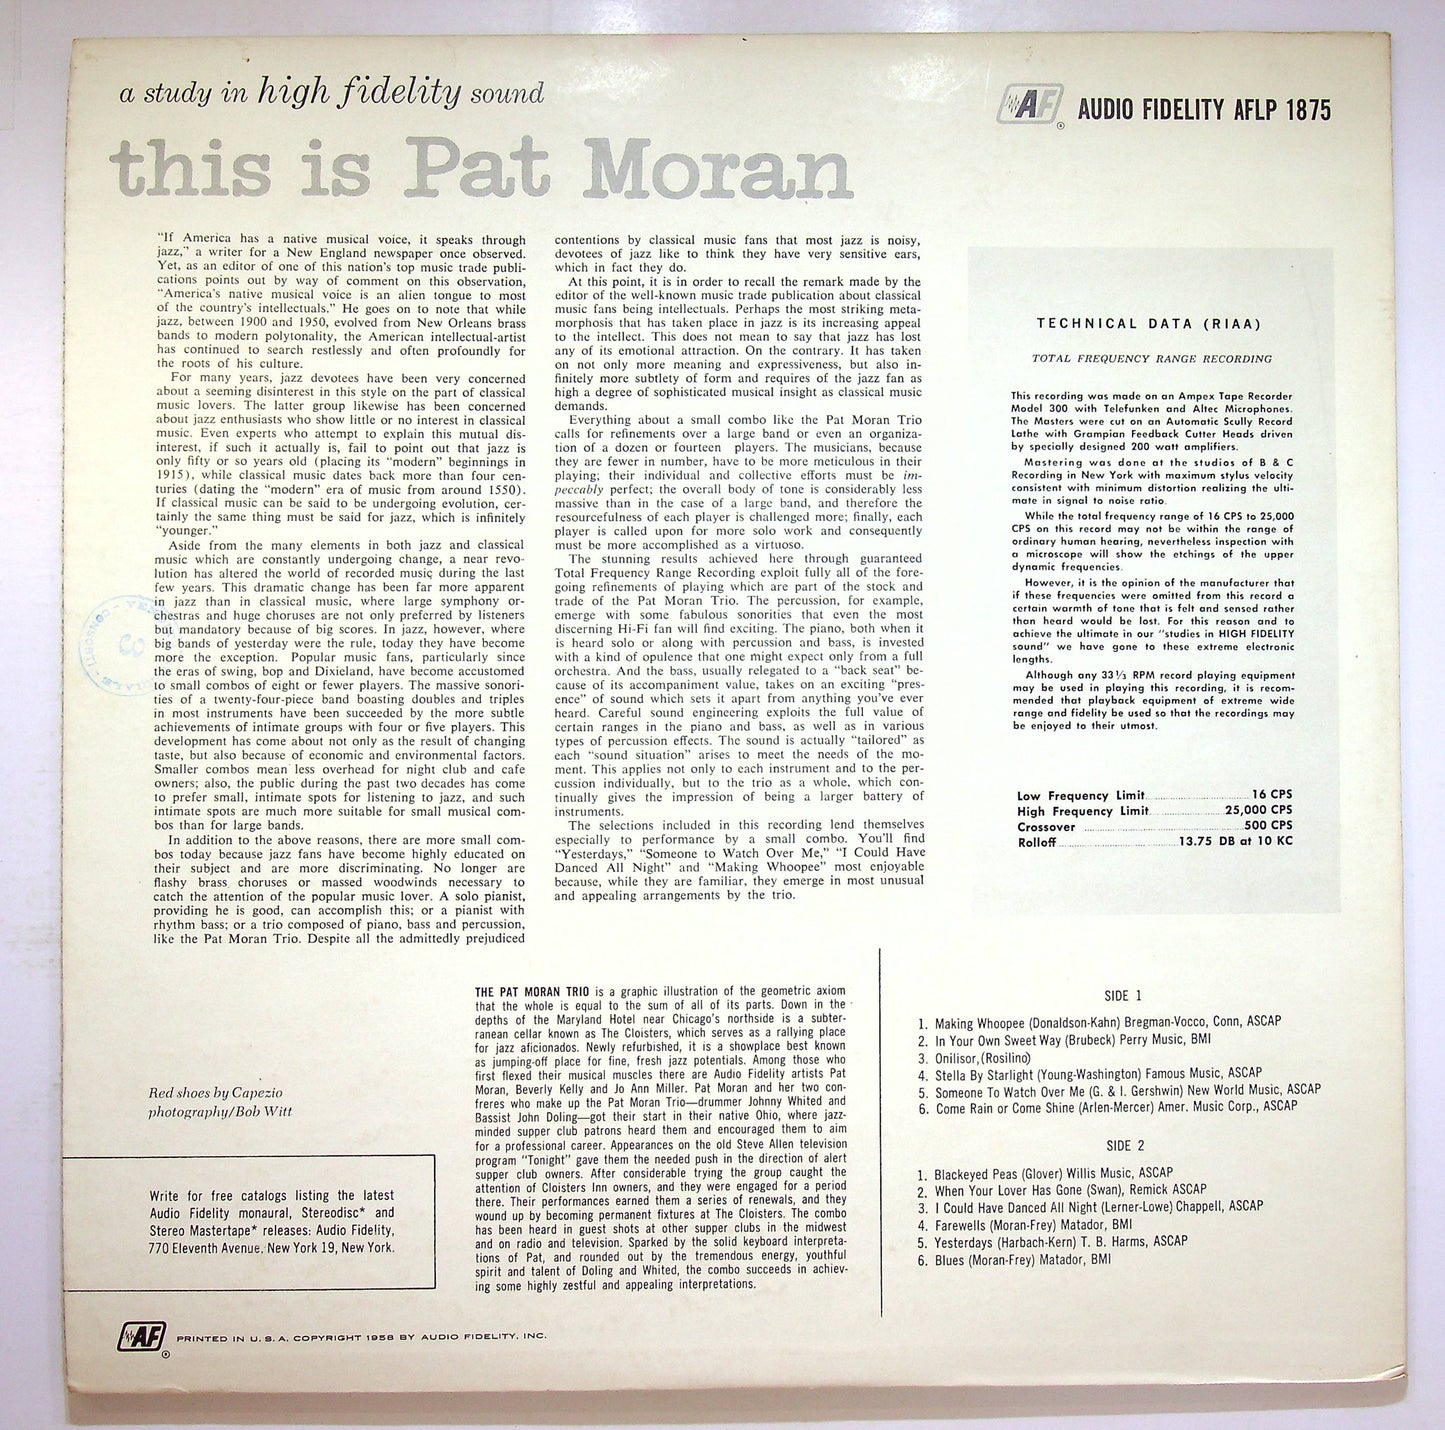 a study in high fidelity sound
AF
®
AUDIO FIDELITY AFLP 1875
this is Pat Moran
"If America has a native musical voice, it speaks through
jazz," a writer for a New England newspaper once observed.
Yet, as an editor of one of this nation's top music trade publi-
cations points out by way of comment on this observation,
"America's native musical voice is an alien tongue to most
of the country's intellectuals." He goes on to note that while
jazz, between 1900 and 1950, evolved from New Orleans brass
bands to modern polytonality, the American intellectual-artist
has continued to search restlessly and often profoundly for
the roots of his culture.
For many years, jazz devotees have been very concerned
about a seeming disinterest in this style on the part of classical
music lovers. The latter group likewise has been concerned
about jazz enthusiasts who show little or no interest in classical
music. Even experts who attempt to explain this mutual dis-
interest, if such it actually is, fail to point out that jazz is
only fifty or so years old (placing its "modern" beginnings in
1915), while classical music dates back more than four cen-
turies (dating the "modern" era of music from around 1550).
If classical music can be said to be undergoing evolution, cer-
tainly the same thing must be said for jazz, which is infinitely
"younger."
Aside from the many elements in both jazz and classical
music which are constantly undergoing change, a near revo-
lution has altered the world of recorded music during the last
few years. This dramatic change has been far more apparent
in jazz than in classical music, where large symphony or-
chestras and huge choruses are not only preferred by listeners
but mandatory because of big scores. In jazz, however, where
big bands of yesterday were the rule, today they have become
more the exception. Popular music fans, particularly since
the eras of swing, bop and Dixieland, have become accustomed
to small combos of eight or fewer players. The massive sonori-
ties of a twenty-four-piece band boasting doubles and triples
in most instruments have been succeeded by the more subtle
achievements of intimate groups with four or five players. This
development has come about not only as the result of changing
taste, but also because of economic and environmental factors.
Smaller combos mean less overhead for night club and cafe
owners; also, the public during the past two decades has come
to prefer small, intimate spots for listening to jazz, and such
intimate spots are much more suitable for small musical com-
bos than for large bands.
In addition to the above reasons, there are more small com-
bos today because jazz fans have become highly educated on
their subject and are more discriminating. No longer are
flashy brass choruses or massed woodwinds necessary to
catch the attention of the popular music lover. A solo pianist,
providing he is good, can accomplish this; or a pianist with
rhythm bass; or a trio composed of piano, bass and percussion,
like the Pat Moran Trio. Despite all the admittedly prejudiced
contentions by classical music fans that most jazz is noisy,
devotees of jazz like to think they have very sensitive ears,
which in fact they do.
At this point, it is in order to recall the remark made by the
editor of the well-known music trade publication about classical
music fans being intellectuals. Perhaps the most striking meta-
morphosis that has taken place in jazz is its increasing appeal
to the intellect. This does not mean to say that jazz has lost
any of its emotional attraction. On the contrary. It has taken
on not only more meaning and expressiveness, but also in-
finitely more subtlety of form and requires of the jazz fan as
high a degree of sophisticated musical insight as classical music
demands.
Everything about a small combo like the Pat Moran Trio
calls for refinements over a large band or even an organiza-
tion of a dozen or fourteen players. The musicians, because
they are fewer in number, have to be more meticulous in their
playing; their individual and collective efforts must be im-
peccably perfect; the overall body of tone is considerably less
massive than in the case of a large band, and therefore the
resourcefulness of each player is challenged more; finally, each
player is called upon for more solo work and consequently
must be more accomplished as a virtuoso.
The stunning results achieved here through guaranteed
Total Frequency Range Recording exploit fully all of the fore-
going refinements of playing which are part of the stock and
trade of the Pat Moran Trio. The percussion, for example,
emerge with some fabulous sonorities that even the most
discerning Hi-Fi fan will find exciting. The piano, both when it
is heard solo or along with percussion and bass, is invested
with a kind of opulence that one might expect only from a full
orchestra. And the bass, usually relegated to a "back seat" be-
cause of its accompaniment value, takes on an exciting "pres-
ence" of sound which sets it apart from anything you've ever
heard. Careful sound engineering exploits the full value of
certain ranges in the piano and bass, as well as in various
types of percussion effects. The sound is actually "tailored" as
each "sound situation" arises to meet the needs of the mo-
ment. This applies not only to each instrument and to the per-
cussion individually, but to the trio as a whole, which con-
tinually gives the impression of being a larger battery of
instruments.
The selections included in this recording lend themselves
especially to performance by a small combo. You'll find
"Yesterdays," "Someone to Watch Over Me," "I Could Have
Danced All Night" and "Making Whoopee" most enjoyable
because, while they are familiar, they emerge in most unusual
and appealing arrangements by the trio.
TECHNICAL DATA (RIAA)
TOTAL FREQUENCY RANGE RECORDING
This recording was made on an Ampex Tape Recorder
Model 300 with Telefunken and Altec Microphones.
The Masters were cut on an Automatic Scully Record
Lathe with Grampian Feedback Cutter Heads driven
by specially designed 200 watt amplifiers.
Mastering was done at the studios of B & C
Recording in New York with maximum stylus velocity
consistent with minimum distortion realizing the ulti-
mate in signal to noise ratio.
While the total frequency range of 16 CPS to 25,000
CPS on this record may not be within the range of
ordinary human hearing, nevertheless inspection with
a microscope will show the etchings of the upper
dynamic frequencies.
However, it is the opinion of the manufacturer that
if these frequencies were omitted from this record a
certain warmth of tone that is felt and sensed rather
than heard would be lost. For this reason and to
achieve the ultimate in our "studies in HIGH FIDELITY
sound" we have gone to these extreme electronic
lengths.
Although any 33⅓ RPM record playing equipment
may be used in playing this recording, it is recom-
mended that playback equipment of extreme wide
range and fidelity be used so that the recordings may
be enjoyed to their utmost.
Low Frequency Limit 16 CPS
High Frequency Limit 25,000 CPS
Crossover 500 CPS
Rolloff 13.75 DB at 10 KC
THE PAT MORAN TRIO is a graphic illustration of the geometric axiom
that the whole is equal to the sum of all of its parts. Down in the
depths of the Maryland Hotel near Chicago's northside is a subter-
ranean cellar known as The Cloisters, which serves as a rallying place
for jazz aficionados. Newly refurbished, it is a showplace best known
as jumping-off place for fine, fresh jazz potentials. Among those who
first flexed their musical muscles there are Audio Fidelity artists Pat
Moran, Beverly Kelly and Jo Ann Miller. Pat Moran and her two con-
freres who make up the Pat Moran Trio—drummer Johnny Whited and
Bassist John Doling—got their start in their native Ohio, where jazz-
minded supper club patrons heard them and encouraged them to aim
for a professional career. Appearances on the old Steve Allen television
program "Tonight" gave them the needed push in the direction of alert
supper club owners. After considerable trying the group caught the
attention of Cloisters Inn owners, and they were engaged for a period
there. Their performances earned them a series of renewals, and they
wound up by becoming permanent fixtures at The Cloisters. The combo
has been heard in guest shots at other supper clubs in the midwest
and on radio and television. Sparked by the solid keyboard interpreta-
tions of Pat, and rounded out by the tremendous energy, youthful
spirit and talent of Doling and Whited, the combo succeeds in achiev-
ing some highly zestful and appealing interpretations.
SIDE 1
1. Making Whoopee (Donaldson-Kahn) Bregman-Vocco, Conn, ASCAP
2. In Your Own Sweet Way (Brubeck) Perry Music, BMI
3. Onilisor, (Rosilino)
4. Stella By Starlight (Young-Washington) Famous Music, ASCAP
5. Someone To Watch Over Me (G. & I. Gershwin) New World Music, ASCAP
6. Come Rain or Come Shine (Arlen-Mercer) Amer. Music Corp., ASCAP
SIDE 2
1. Blackeyed Peas (Glover) Willis Music, ASCAP
2. When Your Lover Has Gone (Swan), Remick ASCAP
3. I Could Have Danced All Night (Lerner-Lowe) Chappell, ASCAP
4. Farewells (Moran-Frey) Matador, BMI
5. Yesterdays (Harbach-Kern) T. B. Harms, ASCAP
6. Blues (Moran-Frey) Matador, BMI
Red shoes by Capezio
photography/Bob Witt
Write for free catalogs listing the latest
Audio Fidelity monaural, Stereodisc* and
Stereo Mastertape* releases: Audio Fidelity,
770 Eleventh Avenue, New York 19, New York.
AF
®
PRINTED IN U. S. A. COPYRIGHT 1958 BY AUDIO FIDELITY, INC.